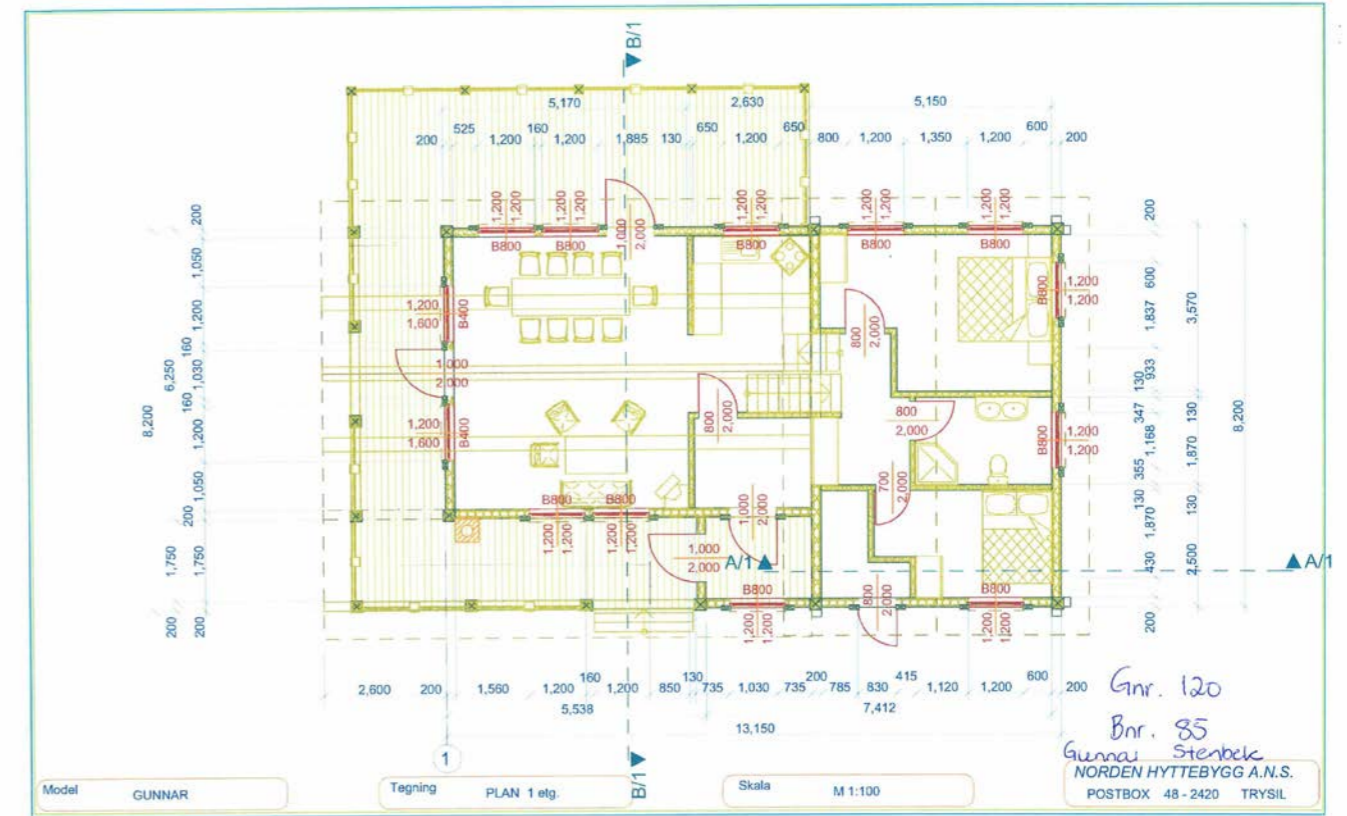 B/1
5,170 2,630 5,150
525 160 650 650 600
200 1,200 1,200 1,885 130 1,200 800 1,200 1,350 1,200 200
1,200 1,200 1,200 1,200 1,000 2,000 1,200 1,200 1,200 1,200 1,200 1,200
B800 B800 B800 B800 B800
200 1,050 1,200 160 1,030 160 1,200 1,050 200 1,750 200
6,250 1,750 200
8,200
1,200 1,600 B400
1,000 2,000
1,200 1,600 B400
800 2,000
800 2,000
800 2,000
700 2,000
B800 1,200 1,200
B800 1,200 1,200
200 600 1,837 933 130 347 1,168 355 130 1,870 430 200
3,570 130 1,870 130 2,500
8,200
B800 B800
1,200 1,200 1,200 1,200
1,000 2,000
1,000 2,000
A/1 A/1
B800 800 2,000 B800
1,200 1,200 1,200 1,200
160 130 200 415 600
2,600 200 1,560 1,200 1,200 850 735 1,030 735 785 830 1,120 1,200 200
5,538 7,412
13,150
1
B/1
Gnr. 120
Bnr. 85
Gunnar Stenbek
Model GUNNAR
Tegning PLAN 1 etg.
Skala M 1:100
NORDEN HYTTEBYGG A.N.S.
POSTBOX 48 - 2420 TRYSIL